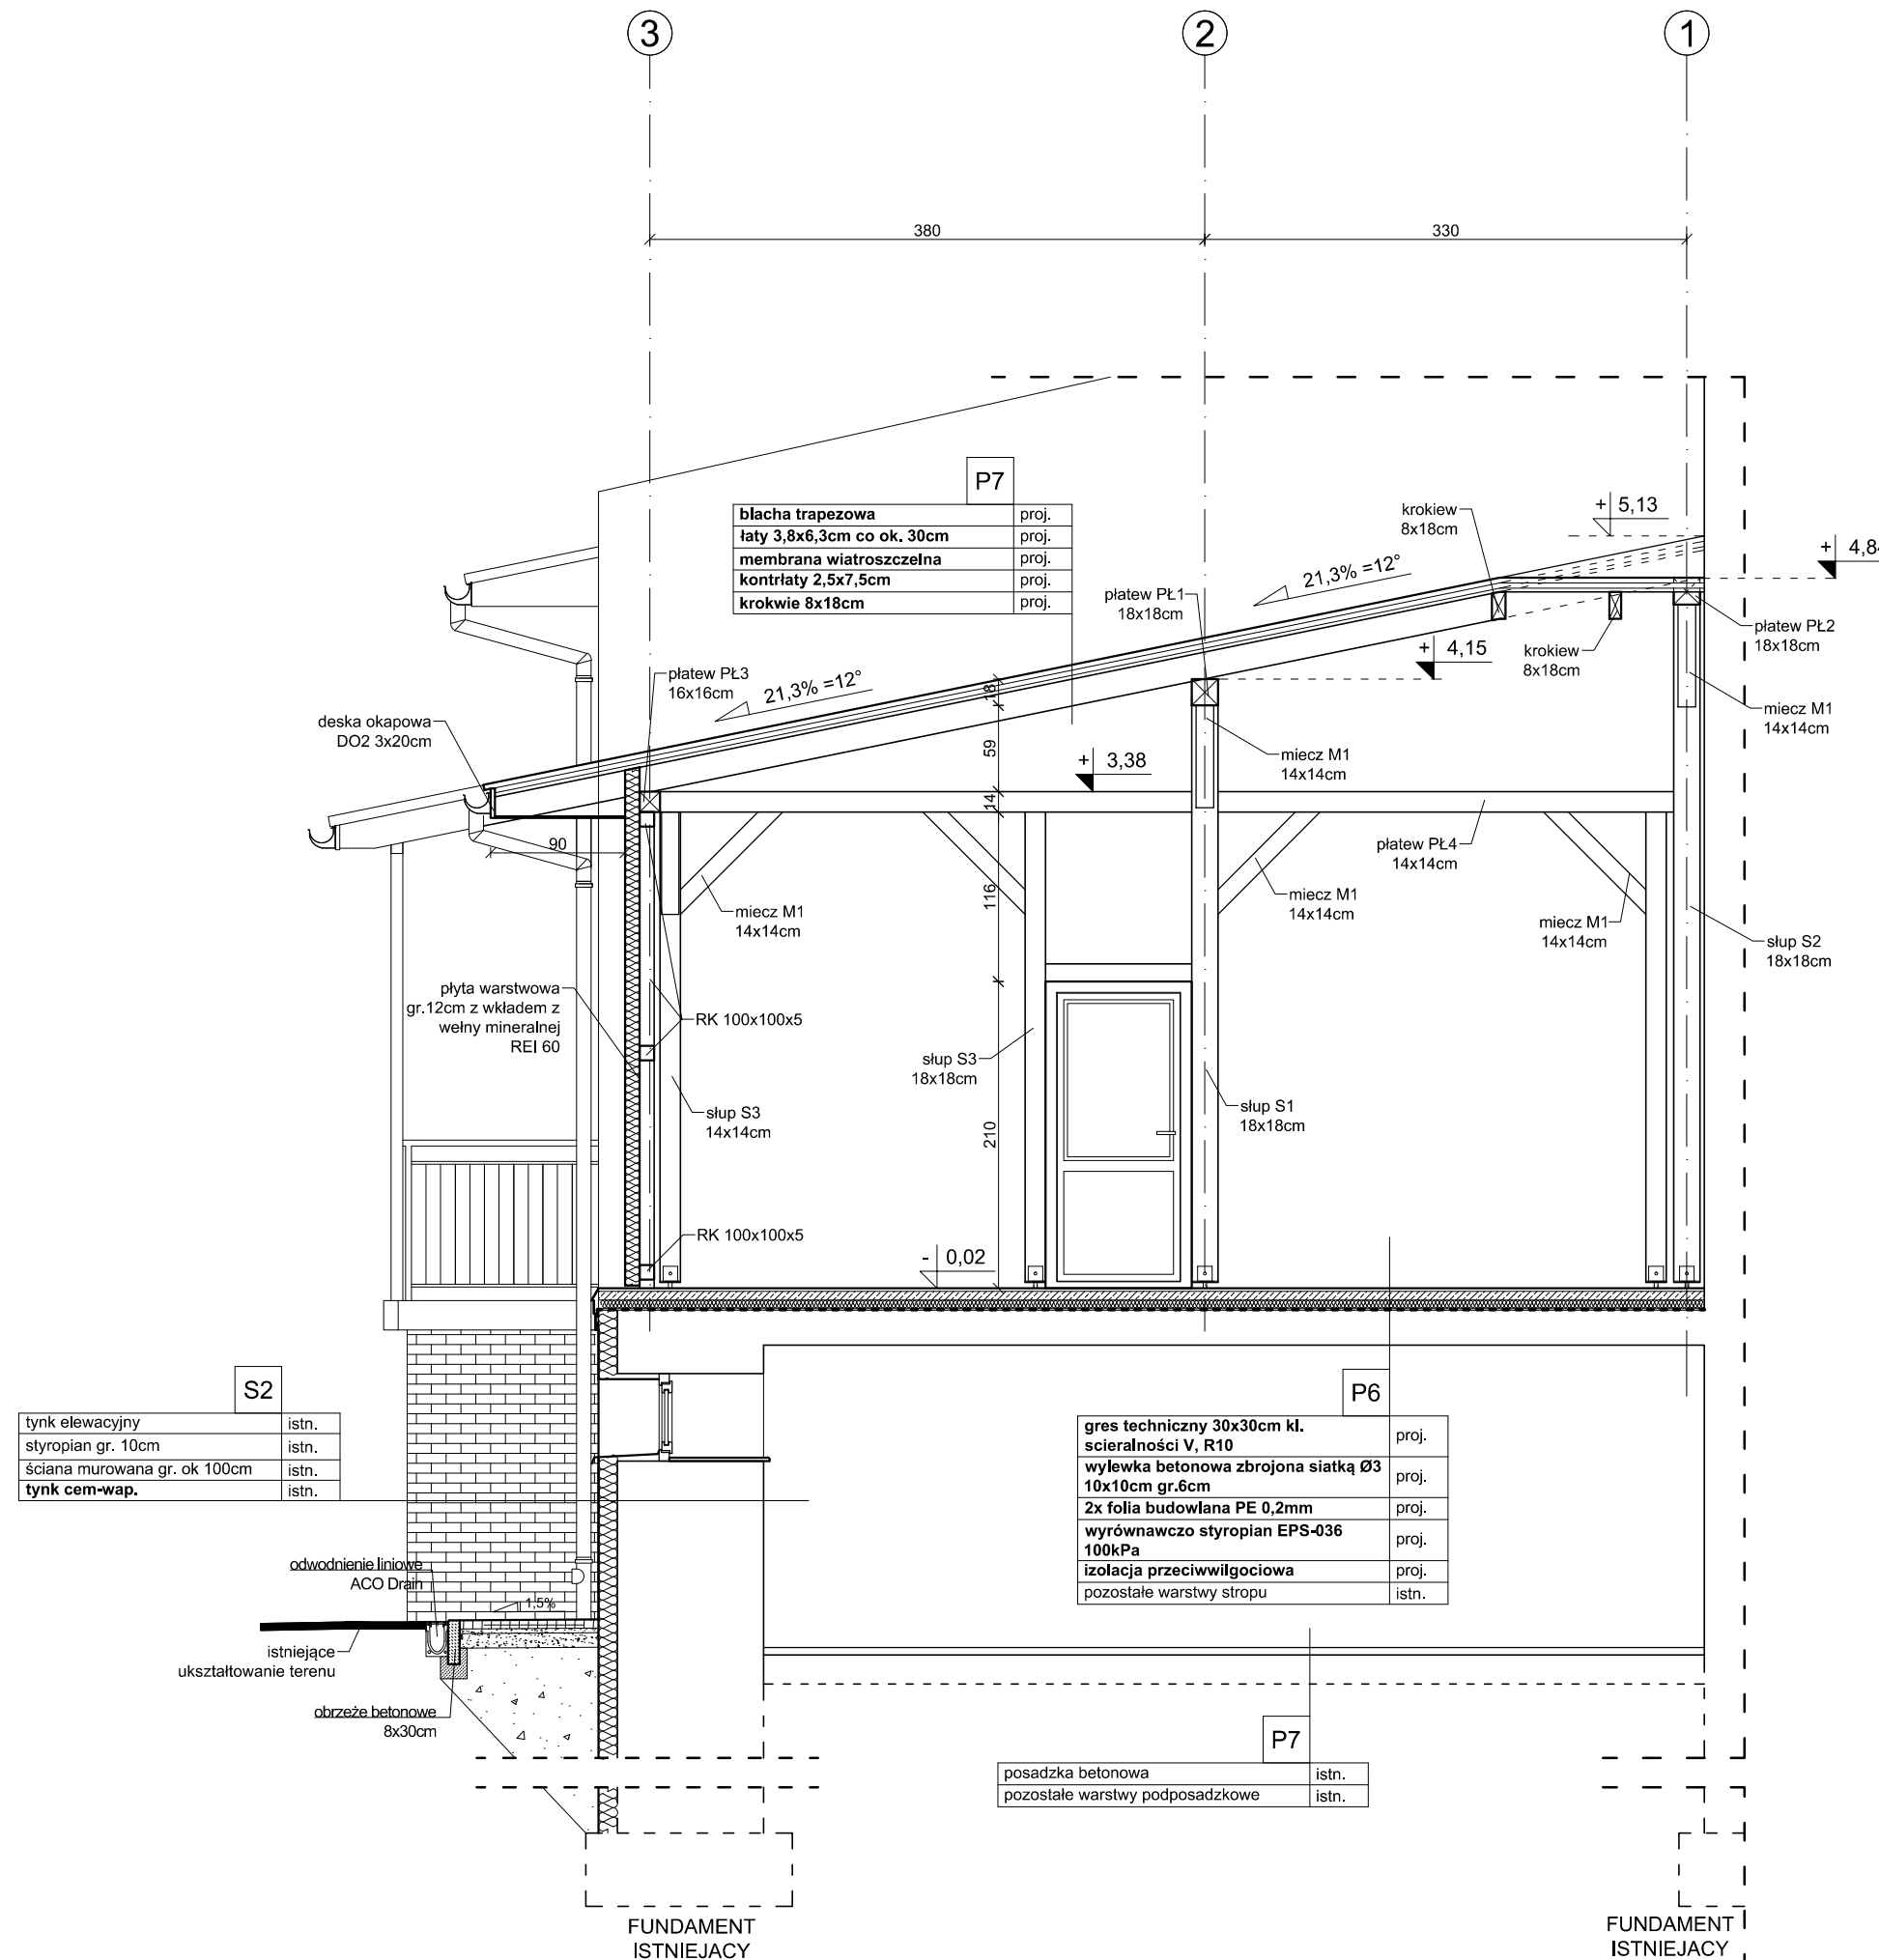 3
2
1
380
330
P7
blacha trapezowa proj.
łaty 3,8x6,3cm co ok. 30cm proj.
membrana wiatroszczelna proj.
kontrłaty 2,5x7,5cm proj.
krokwie 8x18cm proj.
krokiew
8x18cm
+ 5,13
+ 4,84
21,3% =12°
płatew PŁ1
18x18cm
płatew PŁ2
18x18cm
+ 4,15
krokiew
8x18cm
płatew PŁ3
16x16cm
21,3% =12°
18
miecz M1
14x14cm
deska okapowa
DO2 3x20cm
59
+ 3,38
miecz M1
14x14cm
14
90
płatew PŁ4
14x14cm
116
miecz M1
14x14cm
miecz M1
14x14cm
miecz M1
14x14cm
słup S2
18x18cm
płyta warstwowa
gr.12cm z wkładem z
wełny mineralnej
REI 60
RK 100x100x5
słup S3
18x18cm
słup S3
14x14cm
210
słup S1
18x18cm
RK 100x100x5
- 0,02
S2
tynk elewacyjny istn.
styropian gr. 10cm istn.
ściana murowana gr. ok 100cm istn.
tynk cem-wap. istn.
P6
gres techniczny 30x30cm kl.
scieralności V, R10 proj.
wylewka betonowa zbrojona siatką Ø3
10x10cm gr.6cm proj.
2x folia budowlana PE 0,2mm proj.
wyrównawczo styropian EPS-036
100kPa proj.
izolacja przeciwwilgociowa proj.
pozostałe warstwy stropu istn.
odwodnienie liniowe
ACO Drain
1,5%
istniejące
ukształtowanie terenu
obrzeże betonowe
8x30cm
P7
posadzka betonowa istn.
pozostałe warstwy podposadzkowe istn.
FUNDAMENT
ISTNIEJACY
FUNDAMENT
ISTNIEJACY